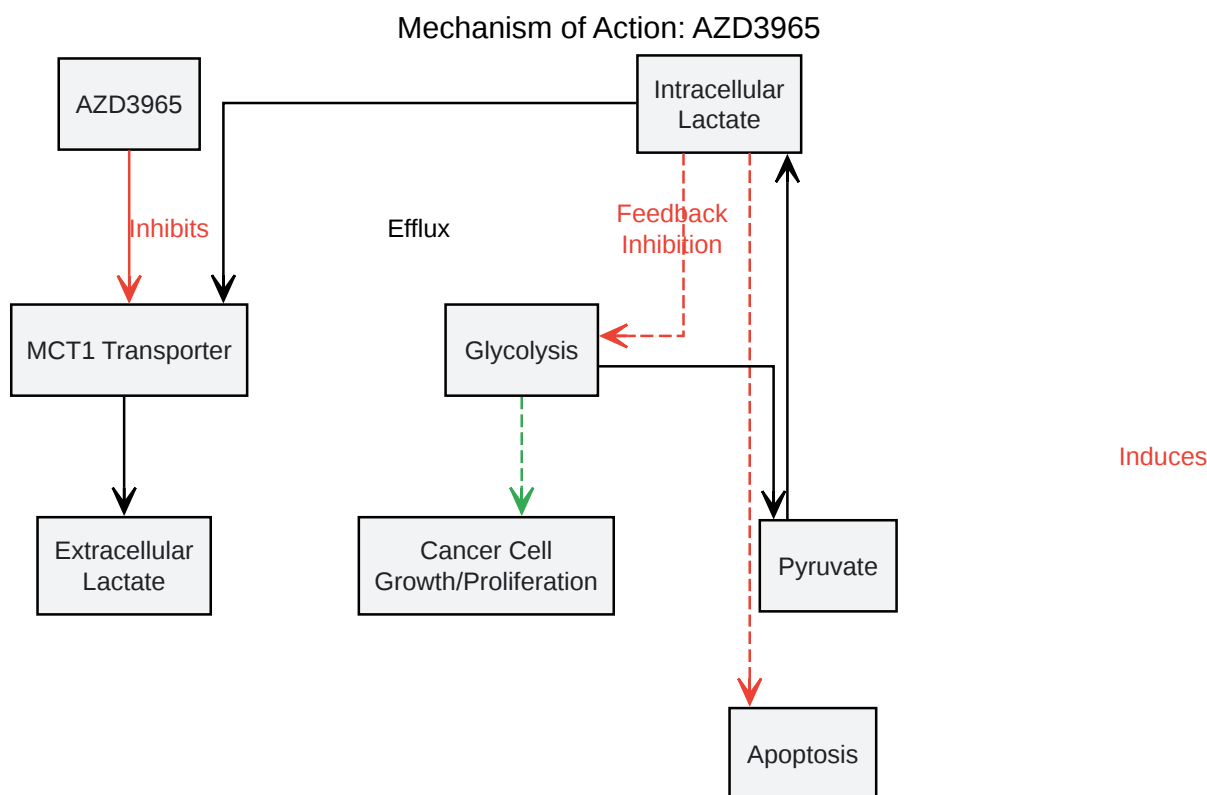 Mechanism of Action: AZD3965
AZD3965
Intracellular
Lactate
Inhibits
Efflux
Feedback
Inhibition
MCT1 Transporter
Glycolysis
Induces
Extracellular
Lactate
Cancer Cell
Growth/Proliferation
Pyruvate
Apoptosis